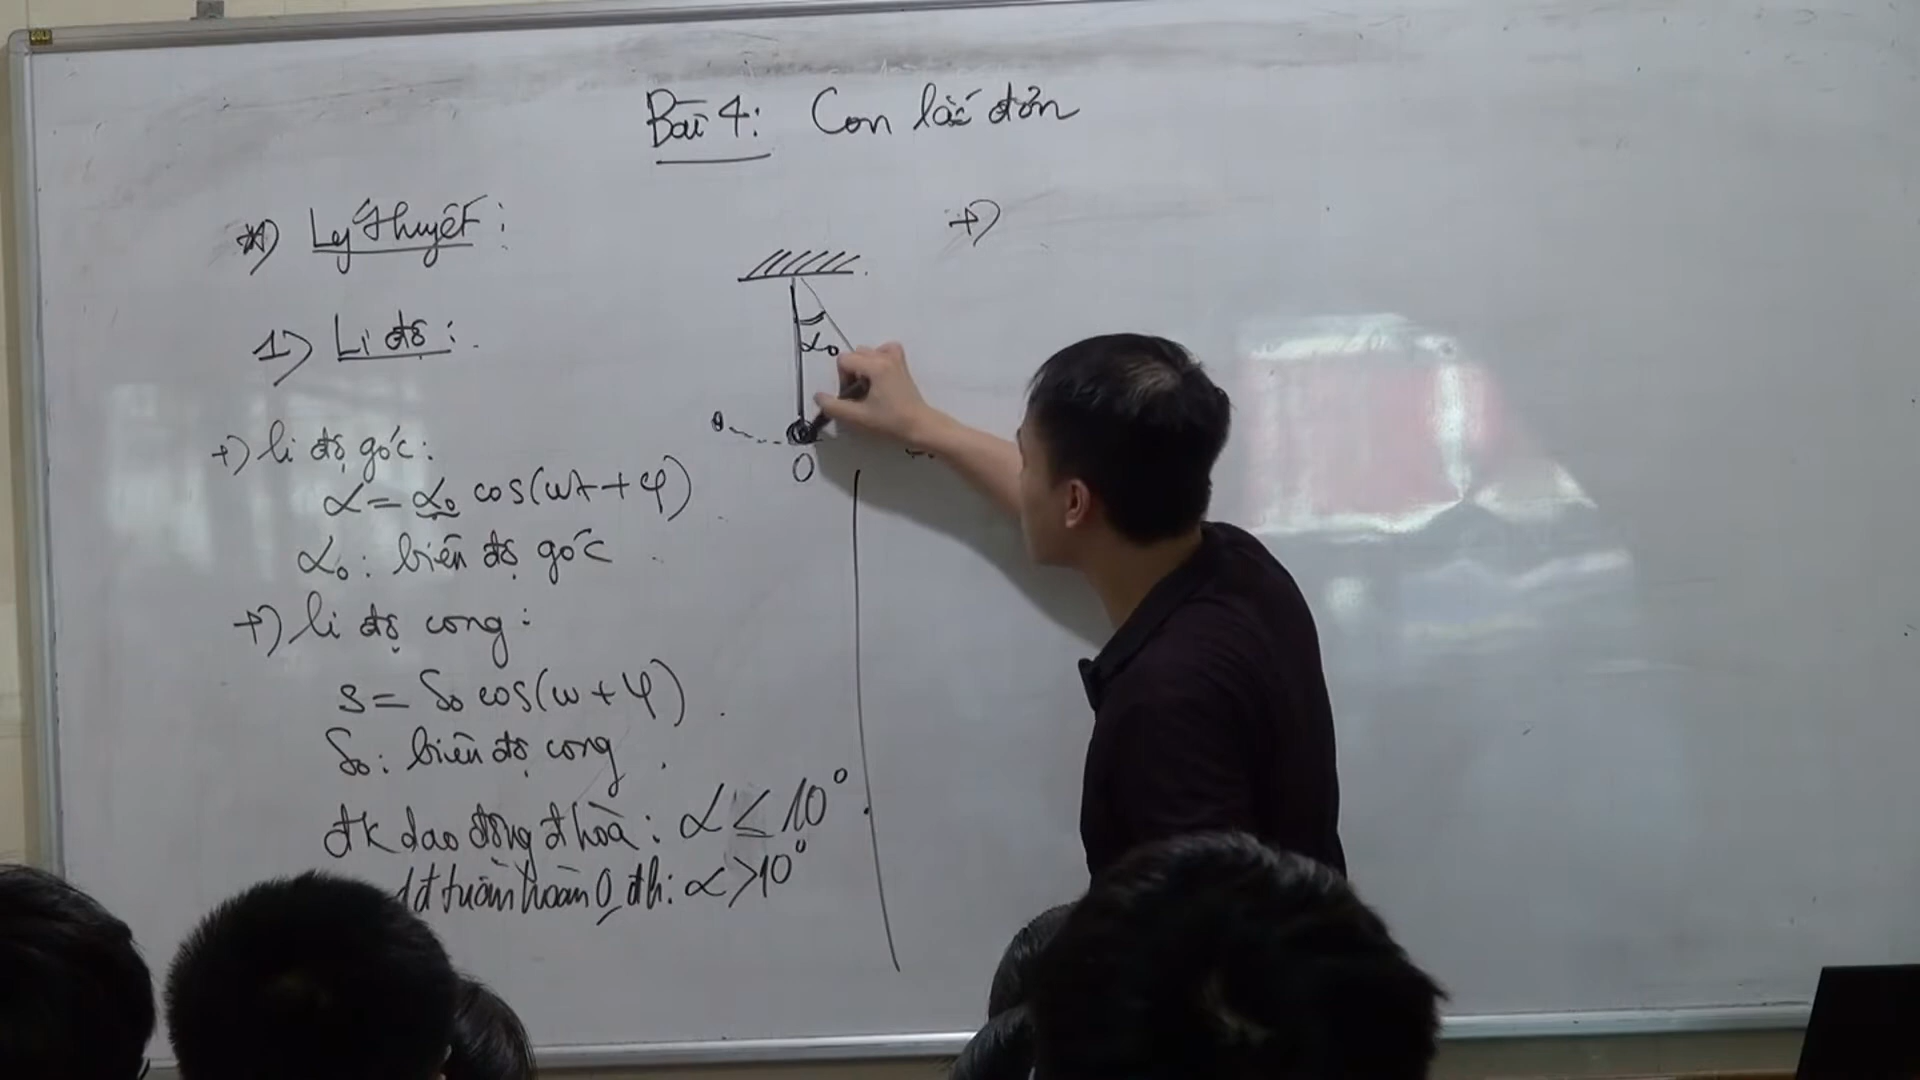 Bài 4: Con lắc đơn
*) Lý thuyết:
1) Li độ:
+) li độ góc:
α = α₀ cos(ωt + φ)
α₀: biên độ góc
+) li độ cong:
s = S₀ cos(ω + φ)
S₀: biên độ cong
đk dao động đ hoà: α ≤ 10°
dđ tuần hoàn 0 đh: α > 10°
α₀
O
+)